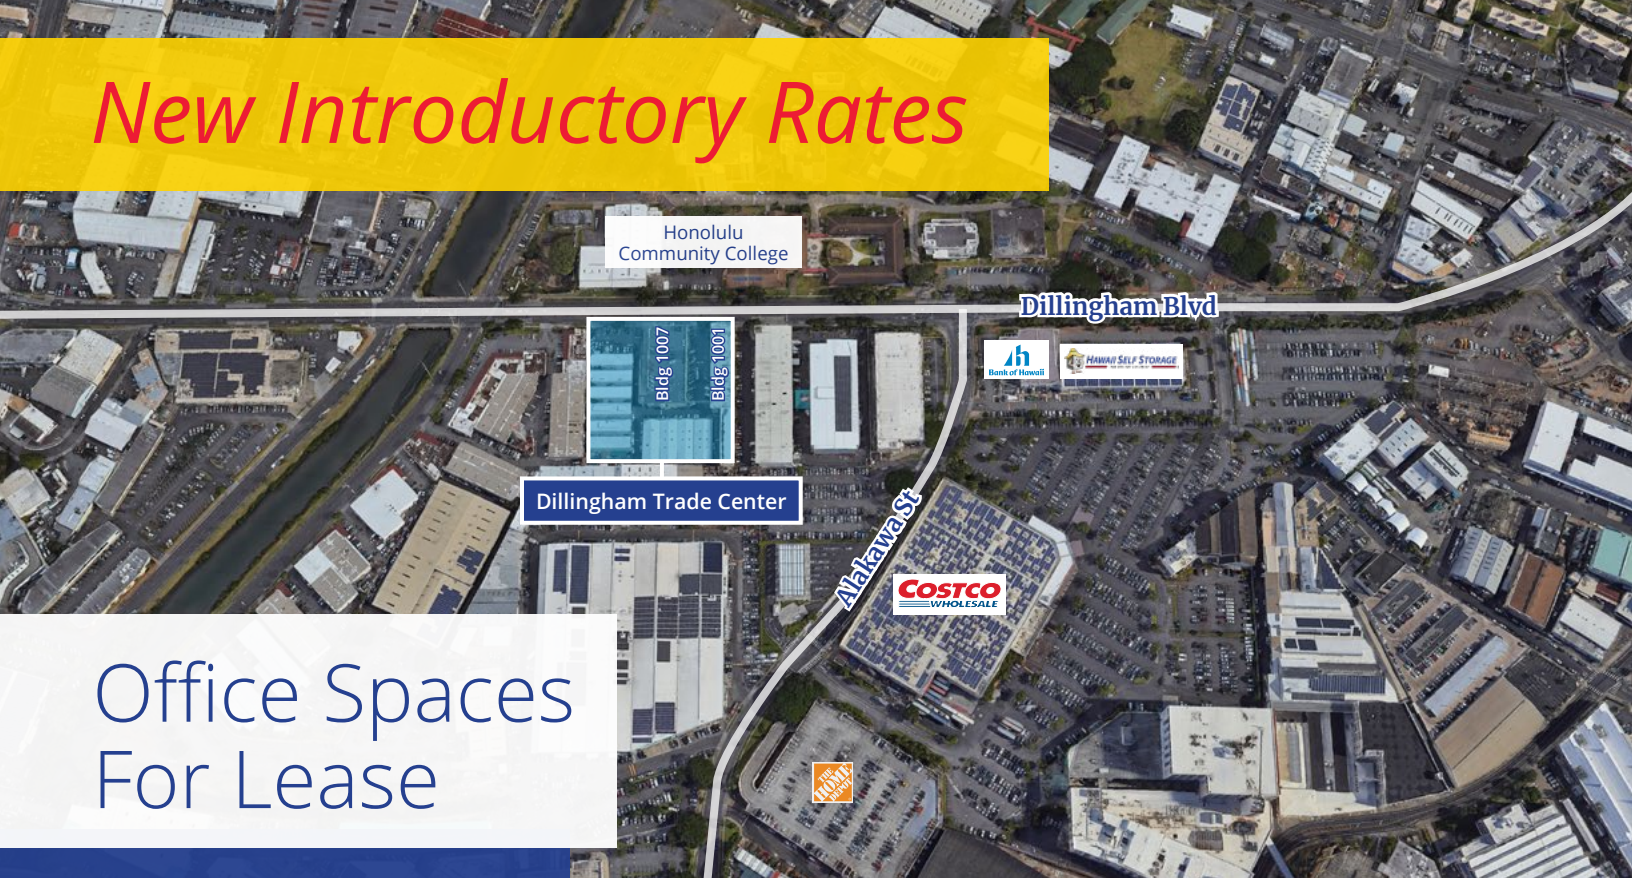 New Introductory Rates
Honolulu
Community College
Dillingham Blvd
Bldg 1007
Bldg 1001
Bank of Hawaii
HAWAII SELF STORAGE
Dillingham Trade Center
Alakawa St
COSTCO
WHOLESALE
THE
HOME
DEPOT
Office Spaces
For Lease